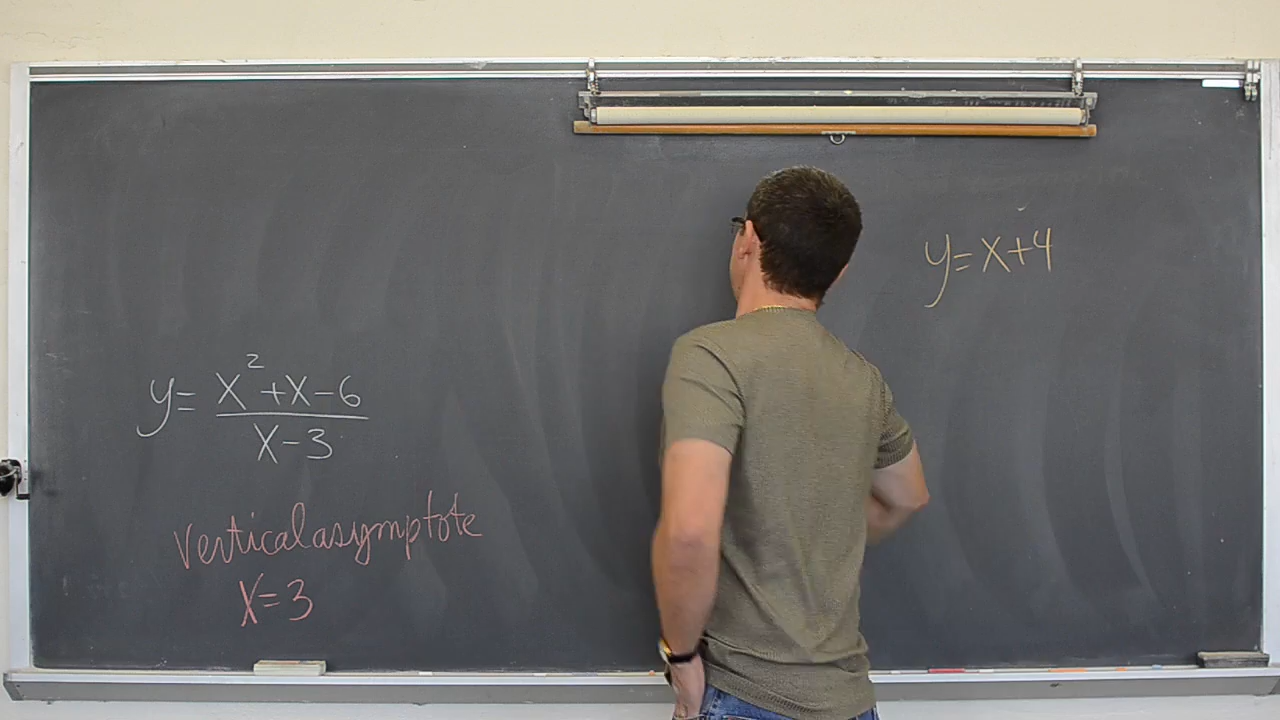 y = x²+x-6 / x-3
vertical asymptote
x=3
y=x+4